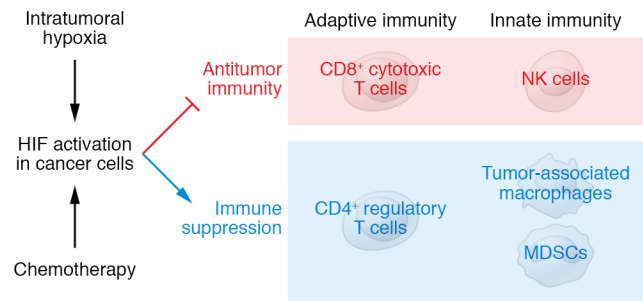 Intratumoral
hypoxia
HIF activation
in cancer cells
Chemotherapy
Adaptive immunity
Innate immunity
Antitumor
immunity
CD8⁺ cytotoxic
T cells
NK cells
Immune
suppression
CD4⁺ regulatory
T cells
Tumor-associated
macrophages
MDSCs